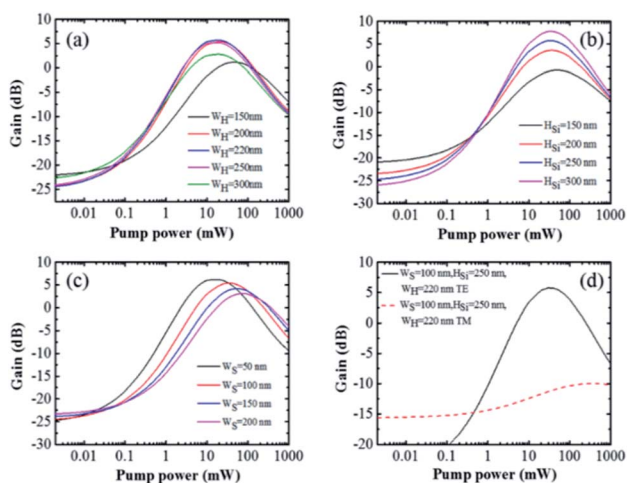 (a)
Gain (dB)
10
5
0
-5
-10
-15
-20
-25
W_H=150nm
W_H=200nm
W_H=220nm
W_H=250nm
W_H=300nm
0.01 0.1 1 10 100 1000
Pump power (mW)
(b)
Gain (dB)
10
5
0
-5
-10
-15
-20
-25
-30
H_Si=150 nm
H_Si=200 nm
H_Si=250 nm
H_Si=300 nm
0.01 0.1 1 10 100 1000
Pump power (mW)
(c)
Gain (dB)
10
5
0
-5
-10
-15
-20
-25
-30
W_S=50 nm
W_S=100 nm
W_S=150 nm
W_S=200 nm
0.01 0.1 1 10 100 1000
Pump power (mW)
(d)
Gain (dB)
10
5
0
-5
-10
-15
-20
W_S=100 nm,H_Si=250 nm,
W_H=220 nm TE
W_S=100 nm,H_Si=250 nm,
W_H=220 nm TM
0.01 0.1 1 10 100 1000
Pump power (mW)